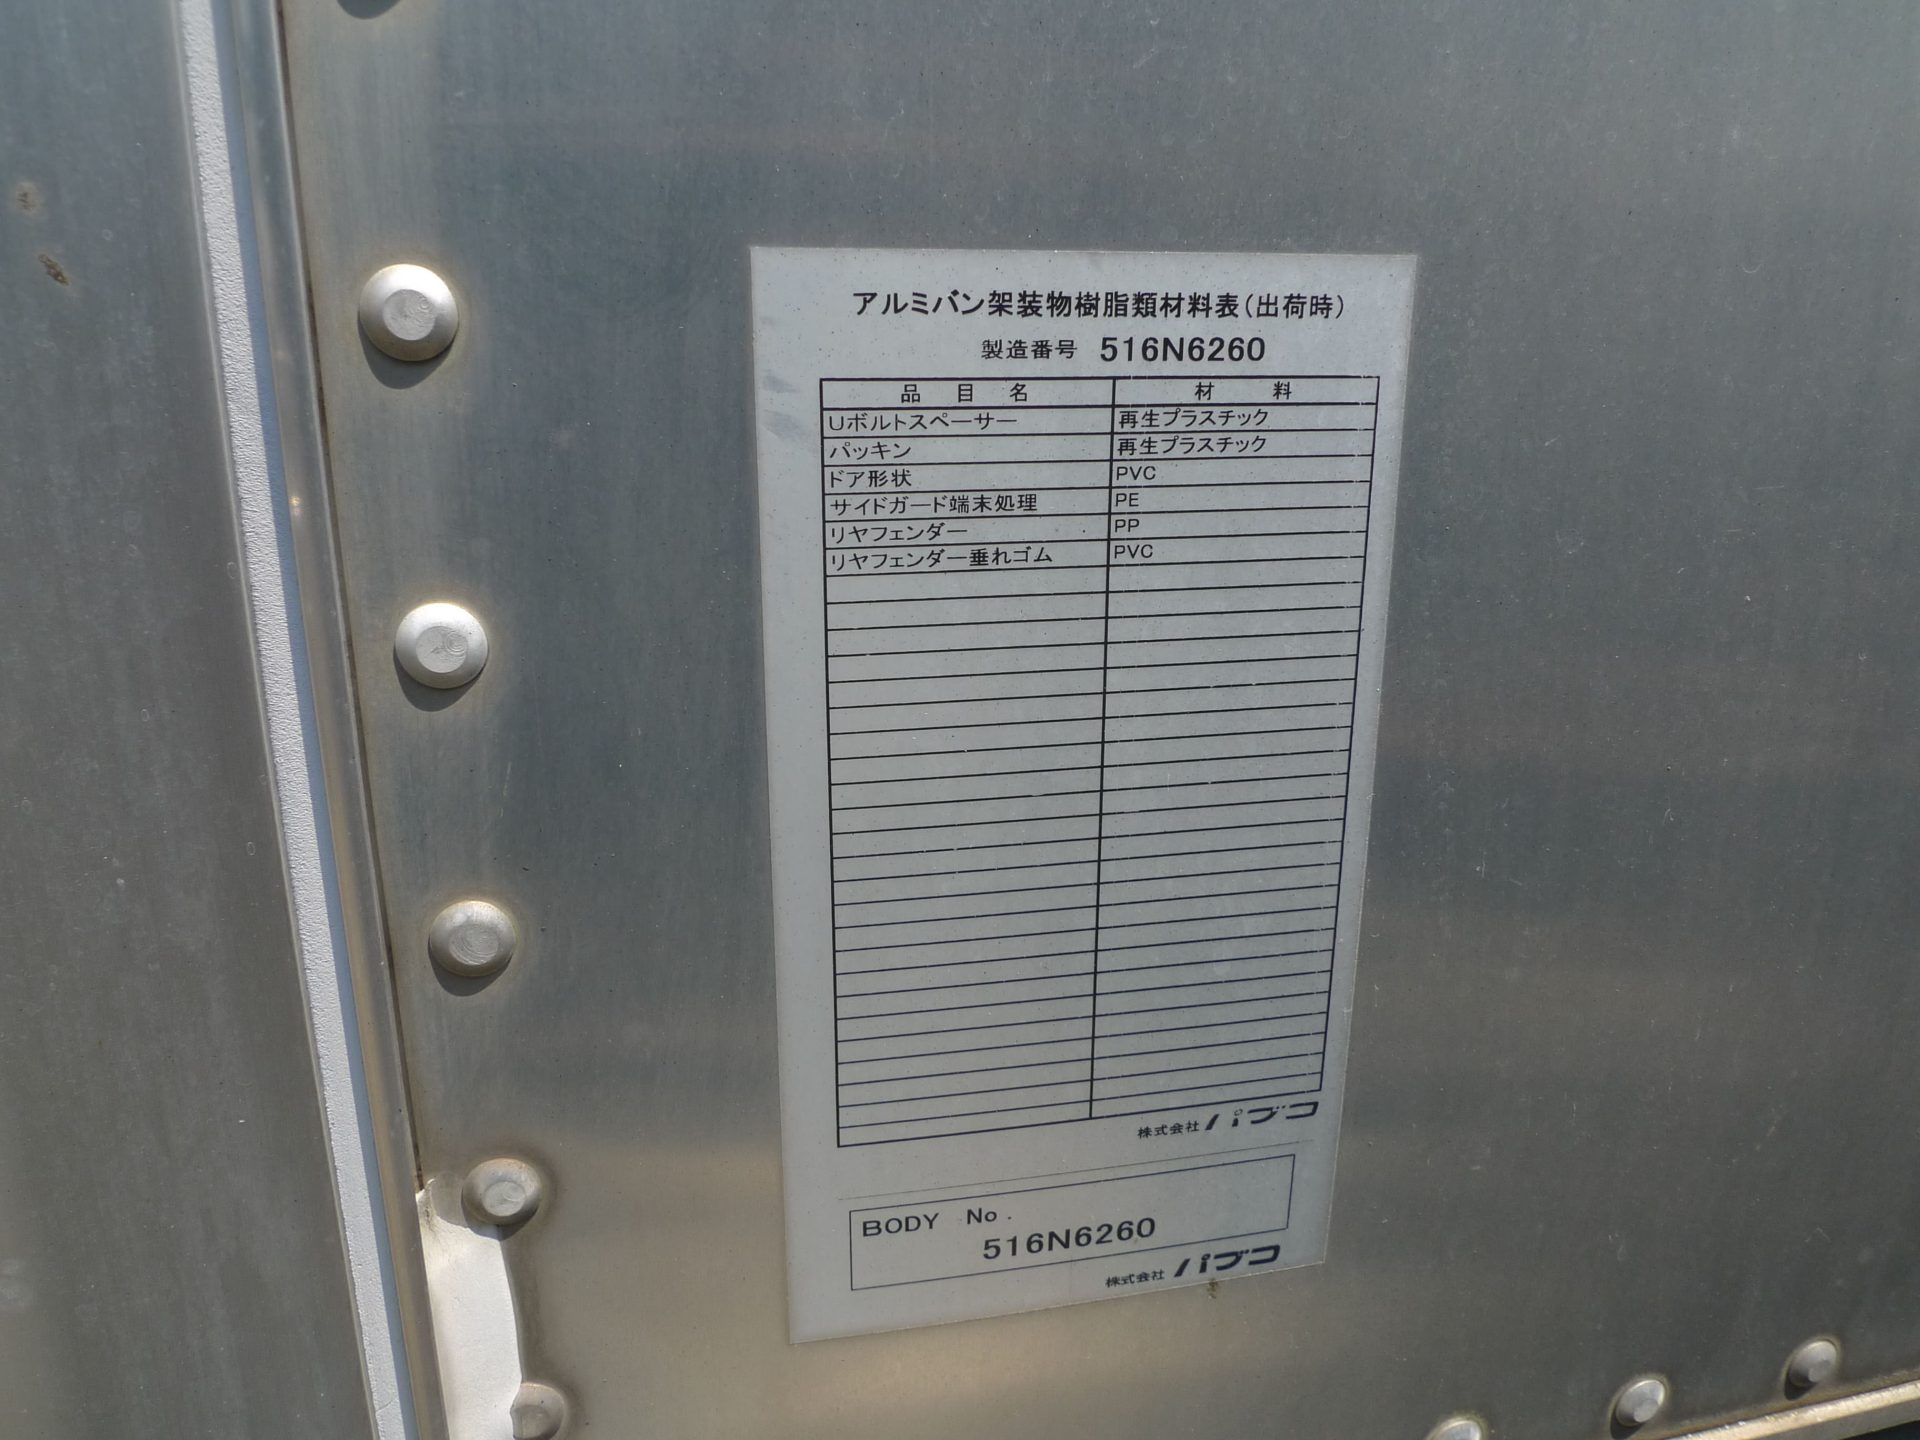 アルミバン架装物樹脂類材料表(出荷時)
製造番号 516N6260
品目名 材料
Uボルトスペーサー 再生プラスチック
パッキン 再生プラスチック
ドア形状 PVC
サイドガード端末処理 PE
リヤフェンダー PP
リヤフェンダー垂れゴム PVC
株式会社パブコ
BODY No.
516N6260
株式会社パブコ